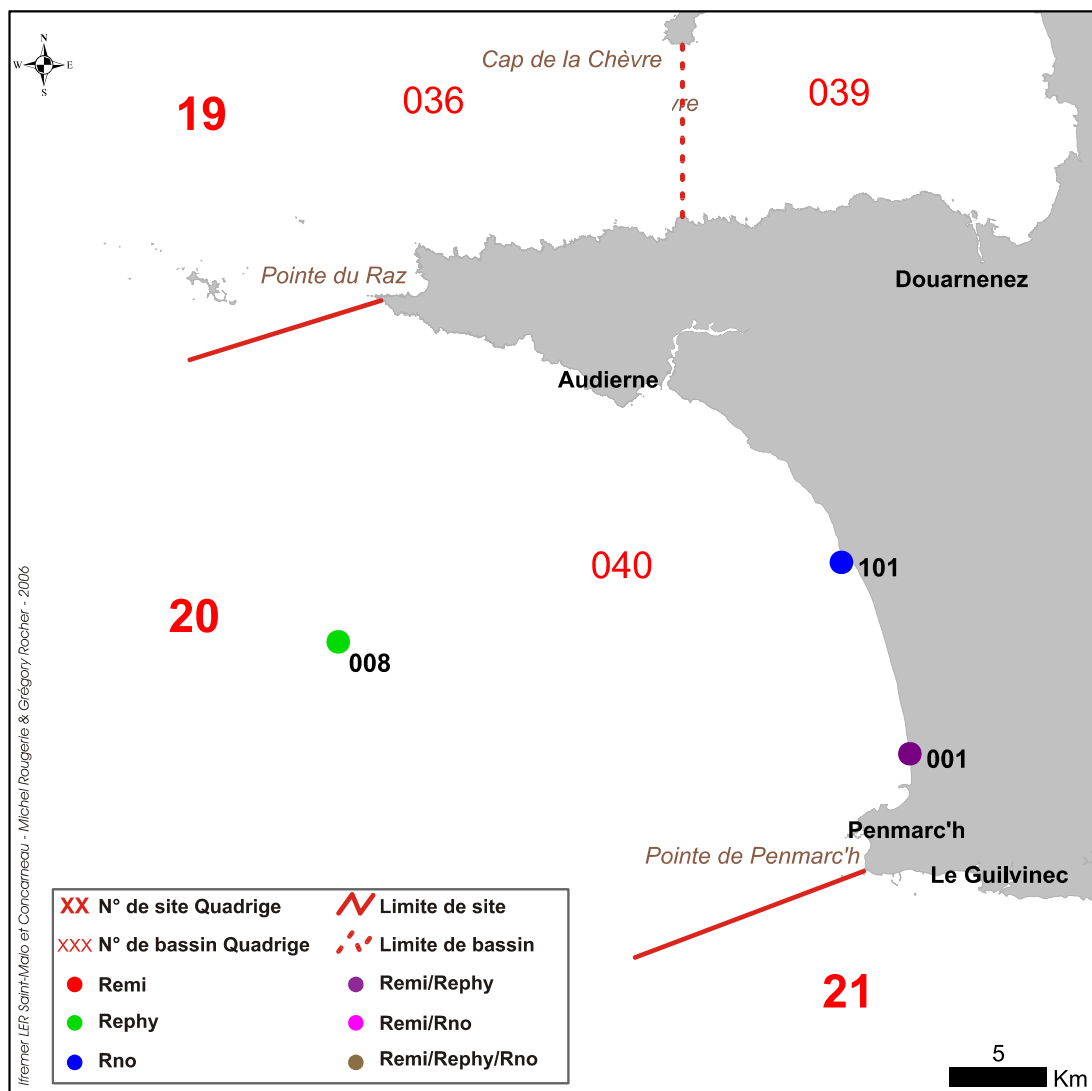 N
W E
S
Cap de la Chèvre
vre
19
036
039
Pointe du Raz
Douarnenez
Audierne
040
101
20
008
001
Penmarc'h
Pointe de Penmarc'h
Le Guilvinec
21
XX N° de site Quadrige
Limite de site
XXX N° de bassin Quadrige
Limite de bassin
Remi
Remi/Rephy
Rephy
Remi/Rno
Rno
Remi/Rephy/Rno
5
Km
Ifremer LER Saint-Malo et Concarneau - Michel Rougerie & Grégory Rocher - 2006